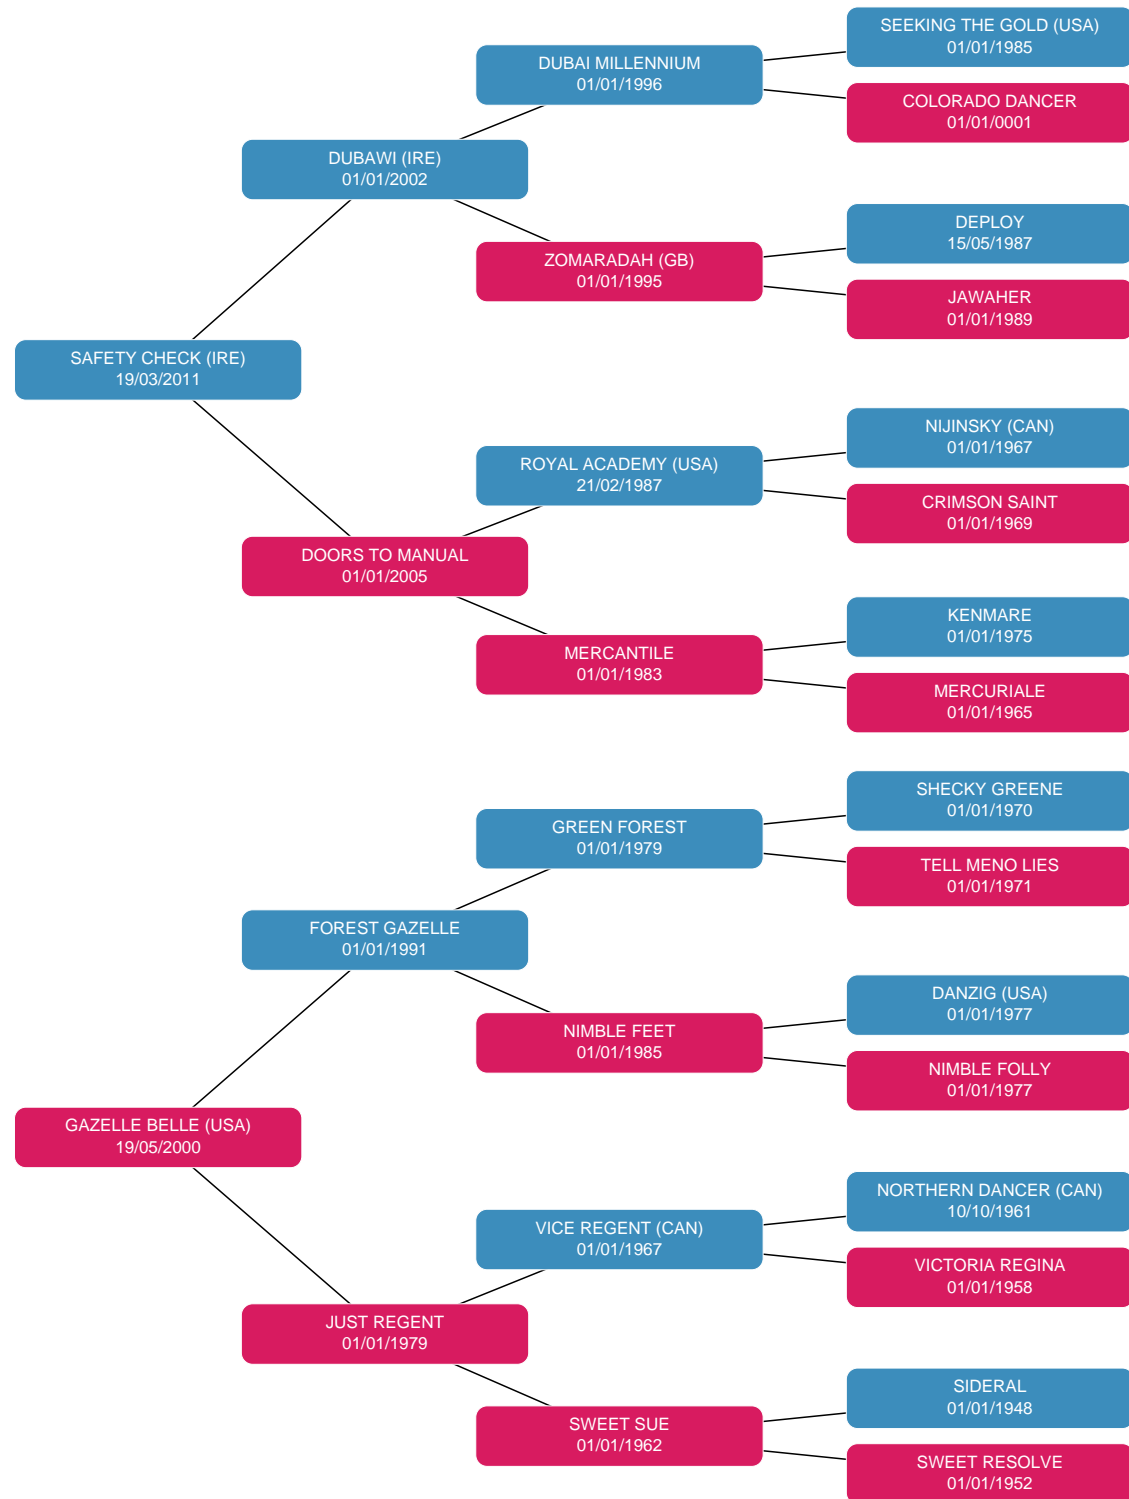 SEEKING THE GOLD (USA)
01/01/1985
DUBAI MILLENNIUM
01/01/1996
COLORADO DANCER
01/01/0001
DUBAWI (IRE)
01/01/2002
DEPLOY
15/05/1987
ZOMARADAH (GB)
01/01/1995
JAWAHER
01/01/1989
SAFETY CHECK (IRE)
19/03/2011
NIJINSKY (CAN)
01/01/1967
ROYAL ACADEMY (USA)
21/02/1987
CRIMSON SAINT
01/01/1969
DOORS TO MANUAL
01/01/2005
KENMARE
01/01/1975
MERCANTILE
01/01/1983
MERCURIALE
01/01/1965
SHECKY GREENE
01/01/1970
GREEN FOREST
01/01/1979
TELL MENO LIES
01/01/1971
FOREST GAZELLE
01/01/1991
DANZIG (USA)
01/01/1977
NIMBLE FEET
01/01/1985
NIMBLE FOLLY
01/01/1977
GAZELLE BELLE (USA)
19/05/2000
NORTHERN DANCER (CAN)
10/10/1961
VICE REGENT (CAN)
01/01/1967
VICTORIA REGINA
01/01/1958
JUST REGENT
01/01/1979
SIDERAL
01/01/1948
SWEET SUE
01/01/1962
SWEET RESOLVE
01/01/1952